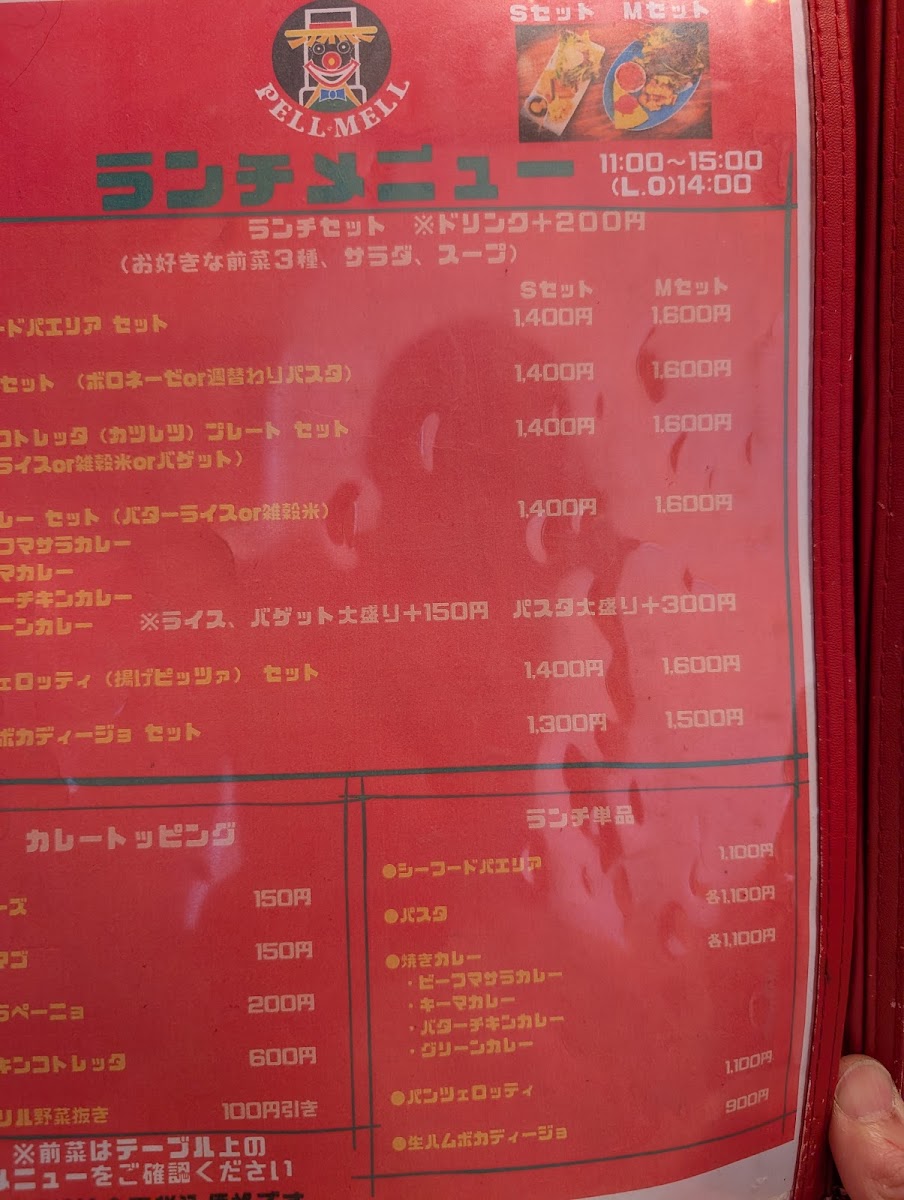 Sセット Mセット
PELL-MELL
ランチメニュー 11:00～15:00
(L.O)14:00
ランチセット ※ドリンク+200円
(お好きな前菜3種、サラダ、スープ)
Sセット Mセット
ードパエリア セット 1,400円 1,600円
セット (ボロネーゼor週替わりパスタ) 1,400円 1,600円
コトレッタ(カツレツ)プレート セット 1,400円 1,600円
ライスor雑穀米orバゲット)
レー セット(バターライスor雑穀米) 1,400円 1,600円
フマサラカレー
マカレー
ーチキンカレー
ーンカレー ※ライス、バゲット大盛り+150円 パスタ大盛り+300円
ェロッティ(揚げピッツァ) セット 1,400円 1,600円
ボカディージョ セット 1,300円 1,500円
カレートッピング
ーズ 150円
マゴ 150円
ラペーニョ 200円
キンコトレッタ 600円
リル野菜抜き 100円引き
※前菜はテーブル上の
メニューをご確認ください
ランチ単品
●シーフードパエリア 1,100円
●パスタ 各1,100円
●焼きカレー 各1,100円
・ビーフマサラカレー
・キーマカレー
・バターチキンカレー
・グリーンカレー
●パンツェロッティ 1,100円
●生ハムボカディージョ 900円